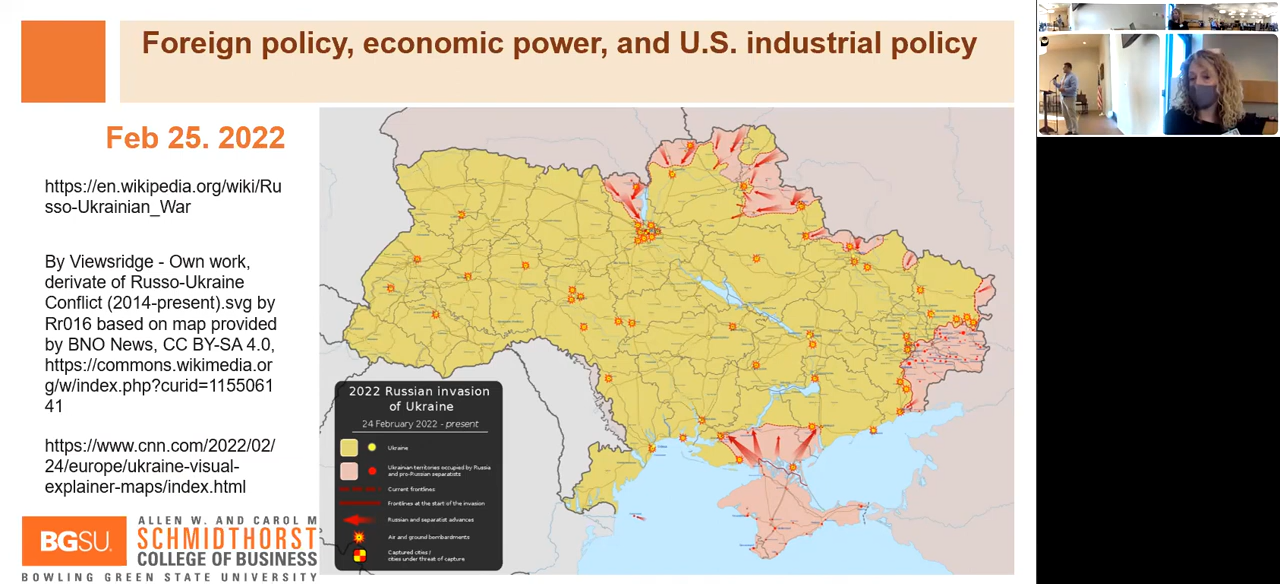 Foreign policy, economic power, and U.S. industrial policy
Feb 25. 2022
https://en.wikipedia.org/wiki/Ru
sso-Ukrainian_War
By Viewsridge - Own work,
derivate of Russo-Ukraine
Conflict (2014-present).svg by
Rr016 based on map provided
by BNO News, CC BY-SA 4.0,
https://commons.wikimedia.or
g/w/index.php?curid=1155061
41
https://www.cnn.com/2022/02/
24/europe/ukraine-visual-
explainer-maps/index.html
2022 Russian invasion
of Ukraine
24 February 2022 - present
Ukraine
Ukrainian territories occupied by Russia
and pro-Russian separatists
Current frontlines
Frontlines at the start of the invasion
Russian and separatist advances
Air and ground bombardments
Captured cities /
cities under threat of capture
BGSU
ALLEN W. AND CAROL M
SCHMIDTHORST
COLLEGE OF BUSINESS
BOWLING GREEN STATE UNIVERSITY